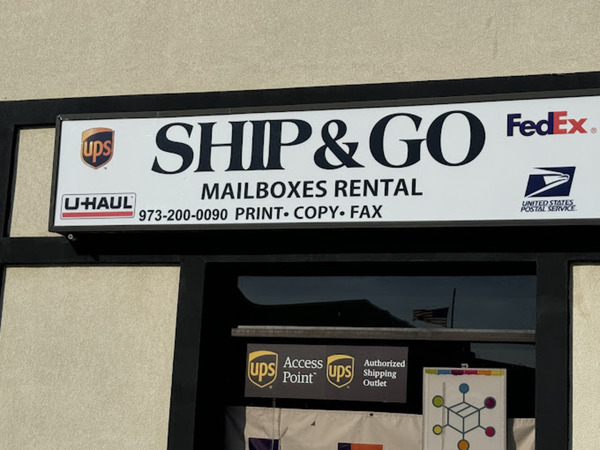 ups
SHIP & GO
FedEx®
MAILBOXES RENTAL
U-HAUL
973-200-0090 PRINT• COPY• FAX
UNITED STATES
POSTAL SERVICE
ups
Access
Point™
ups
Authorized
Shipping
Outlet